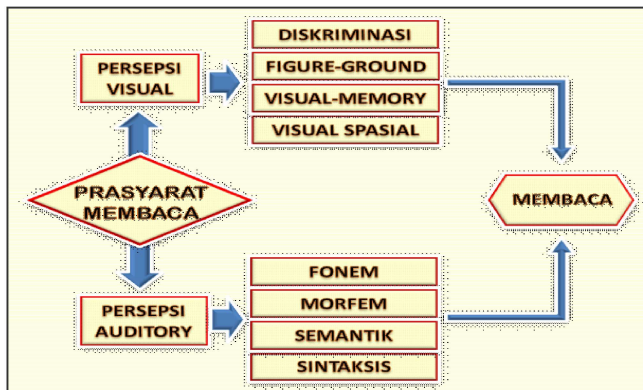 DISKRIMINASI
FIGURE-GROUND
VISUAL-MEMORY
VISUAL SPASIAL
PERSEPSI
VISUAL
PRASYARAT
MEMBACA
MEMBACA
PERSEPSI
AUDITORY
FONEM
MORFEM
SEMANTIK
SINTAKSIS